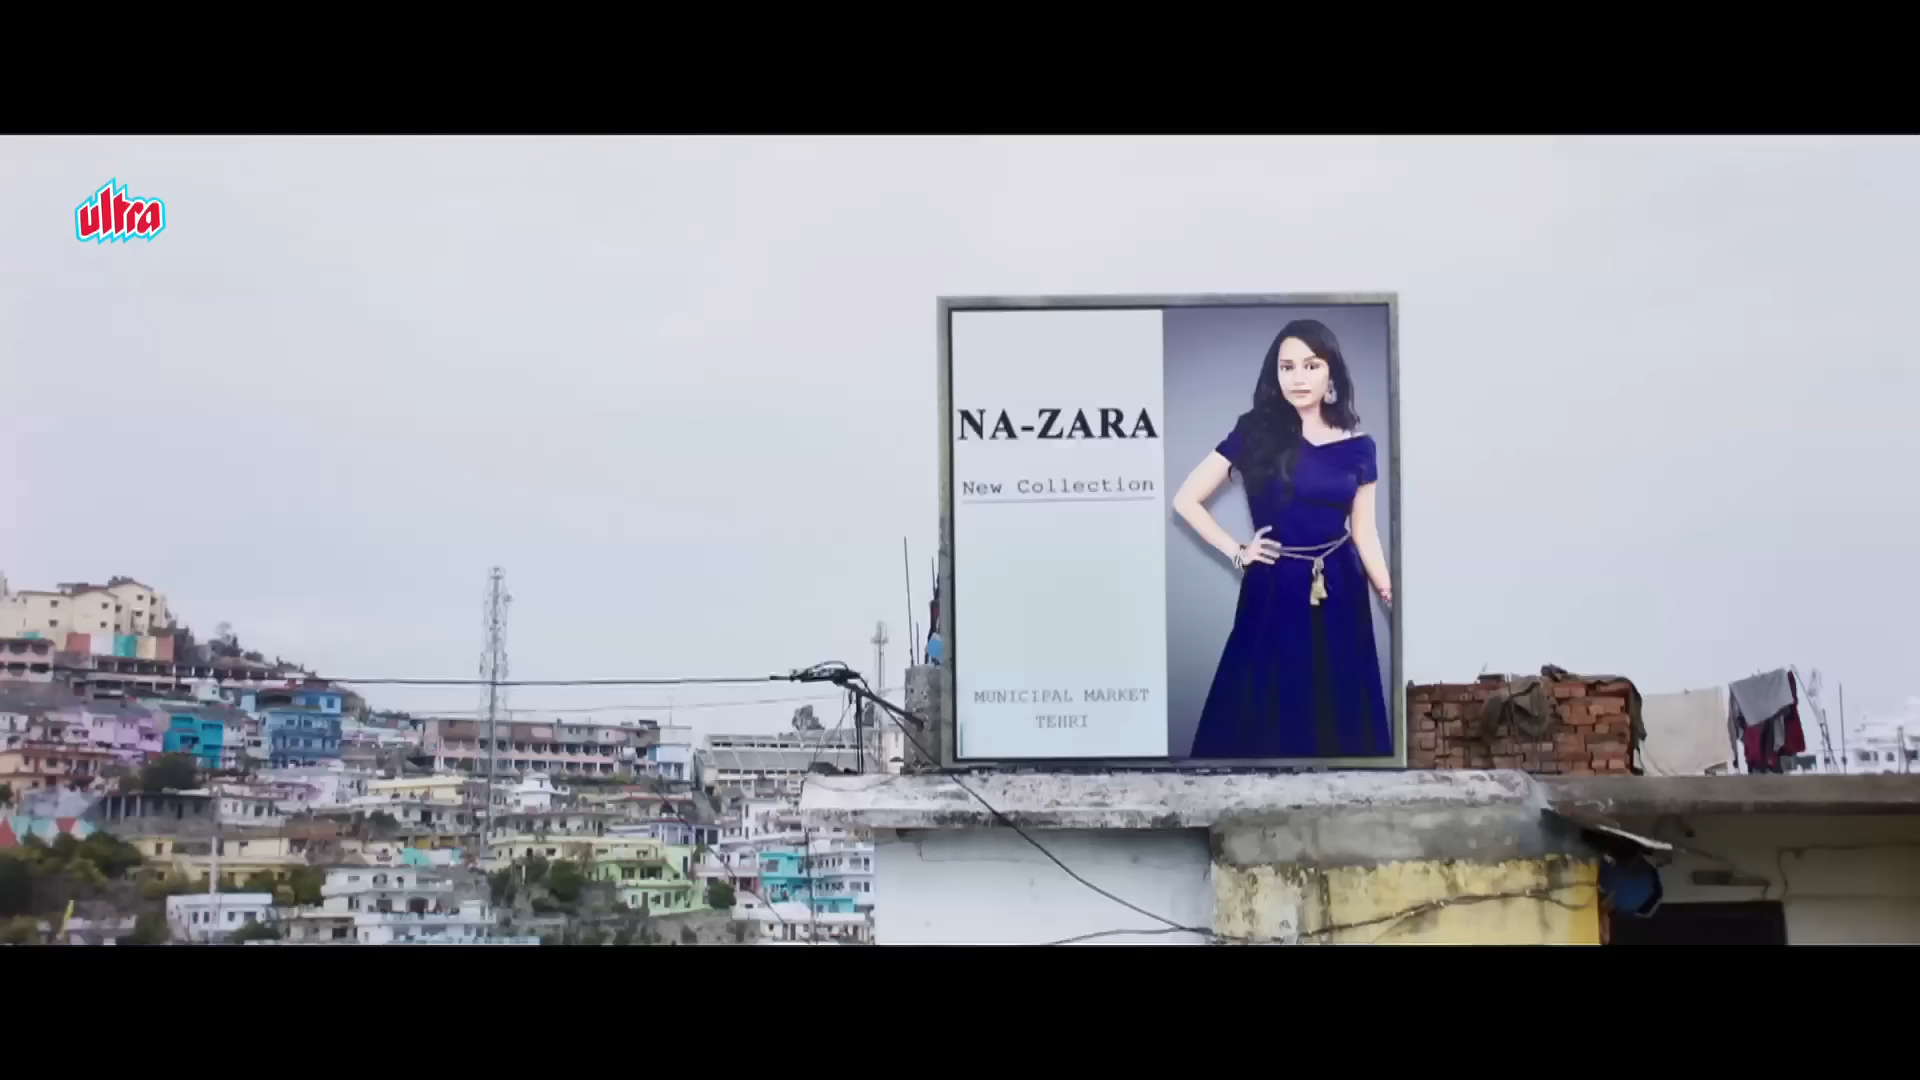 ultra
NA-ZARA
New Collection
MUNICIPAL MARKET
TEHRI